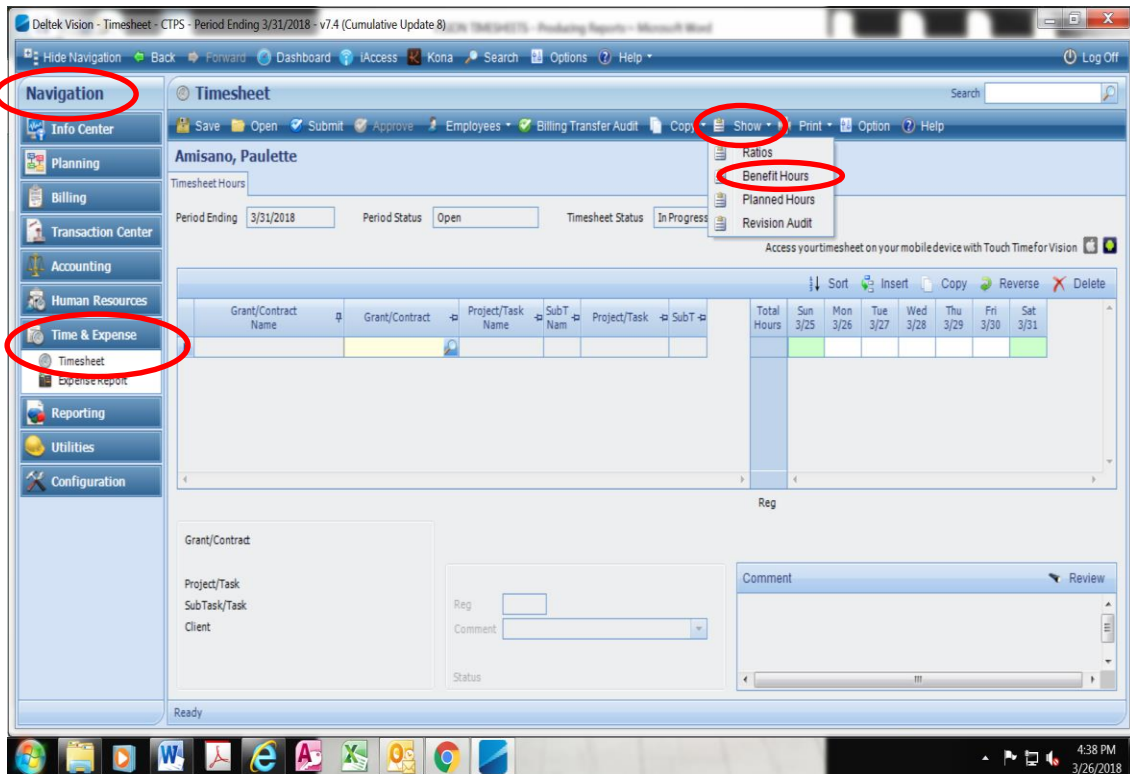 Deltek Vision - Timesheet - CTPS - Period Ending 3/31/2018 - v7.4 (Cumulative Update 8)
Hide Navigation Back Forward Dashboard iAccess Kona Search Options Help Log Off
Navigation
Timesheet Search
Save Open Submit Approve Employees Billing Transfer Audit Copy Show Print Option Help
Info Center
Planning
Billing
Transaction Center
Accounting
Human Resources
Time & Expense
Timesheet
Expense Report
Reporting
Utilities
Configuration
Ratios
Benefit Hours
Planned Hours
Revision Audit
Amisano, Paulette
Timesheet Hours
Period Ending 3/31/2018 Period Status Open Timesheet Status In Progress
Access your timesheet on your mobile device with Touch Time for Vision
Sort Insert Copy Reverse Delete
Grant/Contract Name Grant/Contract Project/Task Name SubT Nam Project/Task SubT Total Hours Sun 3/25 Mon 3/26 Tue 3/27 Wed 3/28 Thu 3/29 Fri 3/30 Sat 3/31
Reg
Grant/Contract
Project/Task
SubTask/Task
Client
Reg
Comment
Status
Comment Review
Ready
4:38 PM
3/26/2018